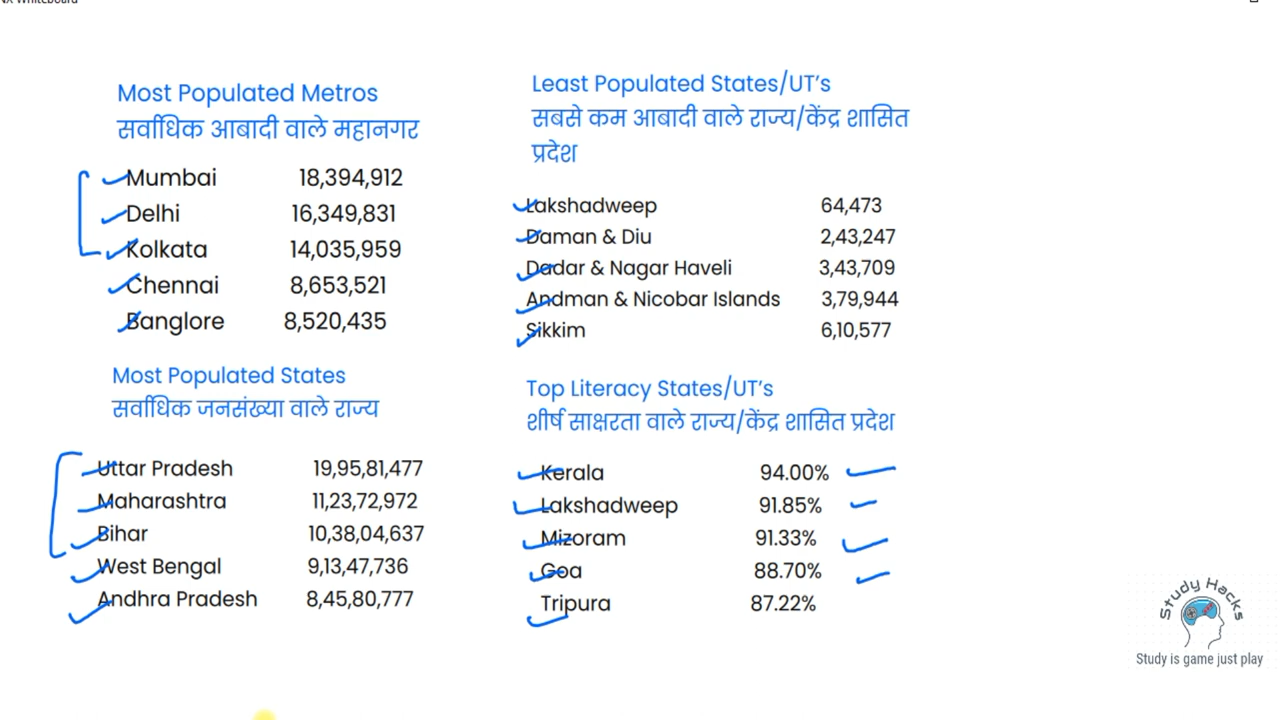 Most Populated Metros
सर्वाधिक आबादी वाले महानगर
Mumbai 18,394,912
Delhi 16,349,831
Kolkata 14,035,959
Chennai 8,653,521
Banglore 8,520,435
Most Populated States
सर्वाधिक जनसंख्या वाले राज्य
Uttar Pradesh 19,95,81,477
Maharashtra 11,23,72,972
Bihar 10,38,04,637
West Bengal 9,13,47,736
Andhra Pradesh 8,45,80,777
Least Populated States/UT's
सबसे कम आबादी वाले राज्य/केंद्र शासित
प्रदेश
Lakshadweep 64,473
Daman & Diu 2,43,247
Dadar & Nagar Haveli 3,43,709
Andman & Nicobar Islands 3,79,944
Sikkim 6,10,577
Top Literacy States/UT's
शीर्ष साक्षरता वाले राज्य/केंद्र शासित प्रदेश
Kerala 94.00%
Lakshadweep 91.85%
Mizoram 91.33%
Goa 88.70%
Tripura 87.22%
Study Hacks
Study is game just play